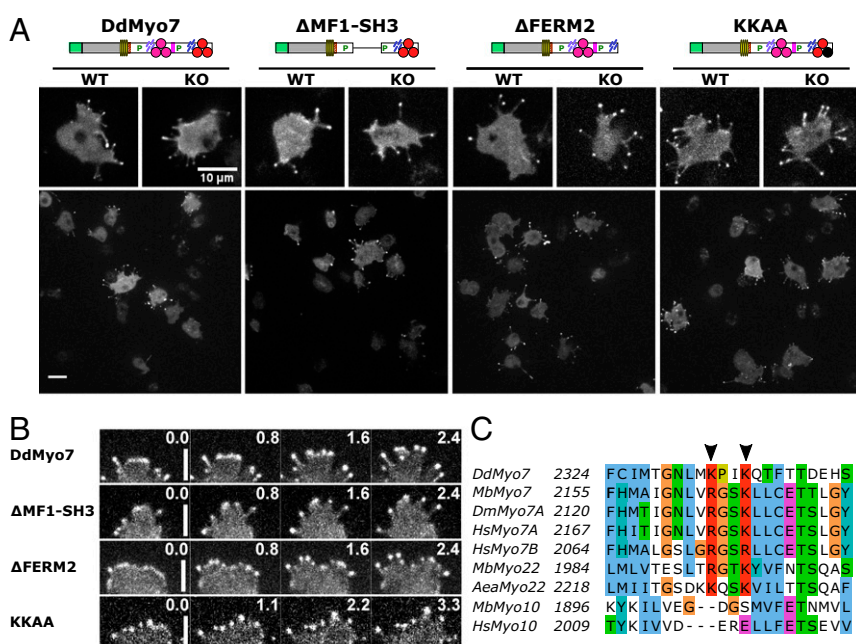 A
DdMyo7 ΔMF1-SH3 ΔFERM2 KKAA
P P P P P P P P
WT KO WT KO WT KO WT KO
10 µm
B
DdMyo7 0.0 0.8 1.6 2.4
ΔMF1-SH3 0.0 0.8 1.6 2.4
ΔFERM2 0.0 0.8 1.6 2.4
KKAA 0.0 1.1 2.2 3.3
C
DdMyo7 2324 FCIMTGNLMKPIKQTFTTDEHS
MbMyo7 2155 FHMAIGNLVRGSKLLCETTLGY
DmMyo7A 2120 FHMTIGNLVRGSKLLCETSLGY
HsMyo7A 2167 FHITIGNLVRGSKLLCETSLGY
HsMyo7B 2064 FHMALGSLGRGSRLLCETSLGY
MbMyo22 1984 LMLVTESLTRGTKYVFNTSQAS
AeaMyo22 2218 LMIITGSDKKQSKVILTTSQAF
MbMyo10 1896 KYKILVEG--DGSMVFETNMVL
HsMyo10 2009 TYKIVVD---ERELLFETSEVV